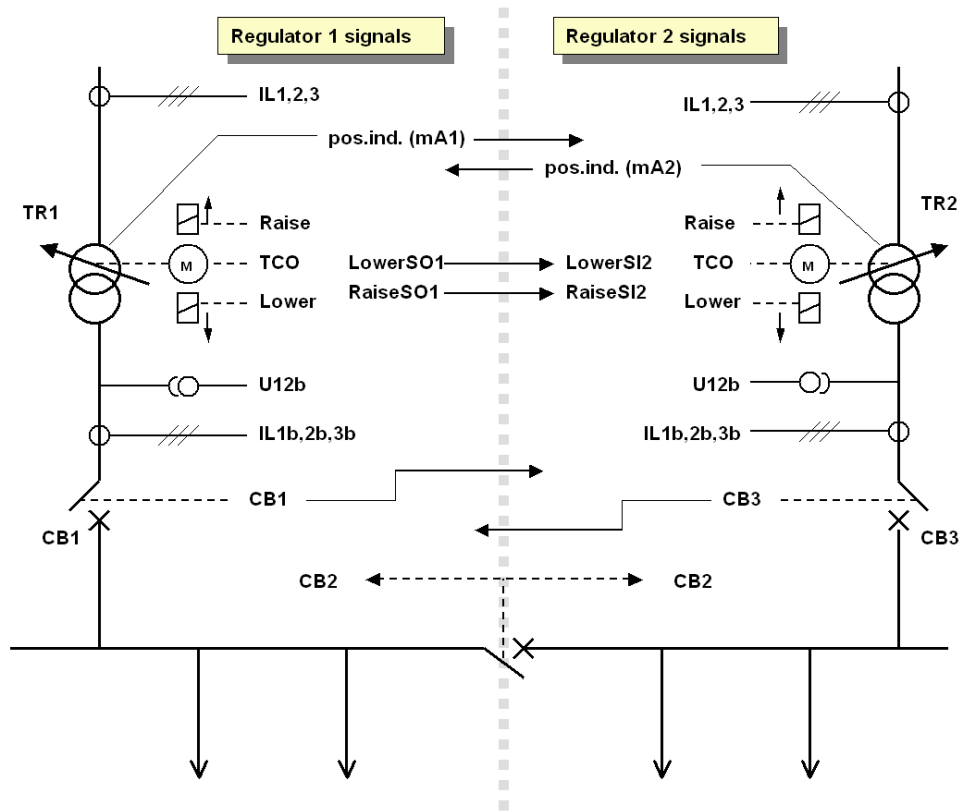 Regulator 1 signals
Regulator 2 signals
IL1,2,3
IL1,2,3
pos.ind. (mA1)
pos.ind. (mA2)
TR1
TR2
Raise
Raise
M
TCO
LowerSO1
LowerSI2
TCO
M
Lower
RaiseSO1
RaiseSI2
Lower
U12b
U12b
IL1b,2b,3b
IL1b,2b,3b
CB1
CB3
CB1
CB3
CB2
CB2